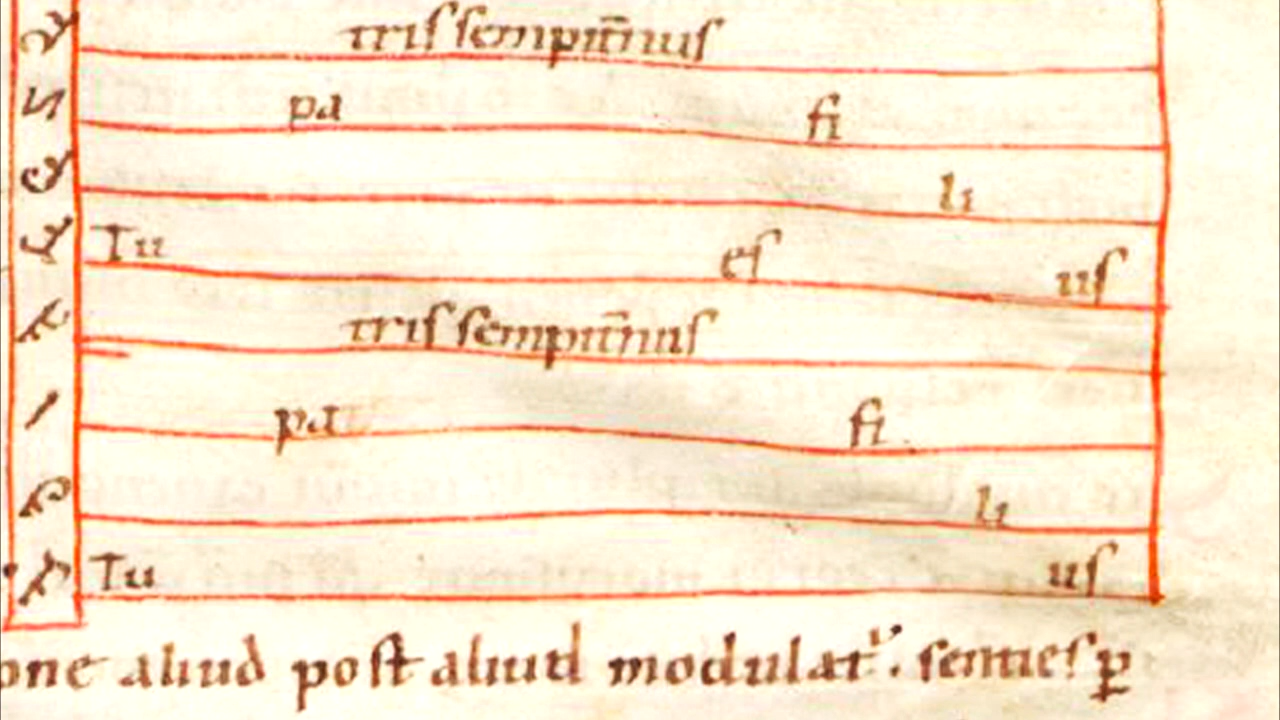 tris sempit̄nus
pa fi
li
Tu es us
tris sempit̄nus
pa fi
li
Tu us
one aliud post aliud modulat᷑. senties p̱